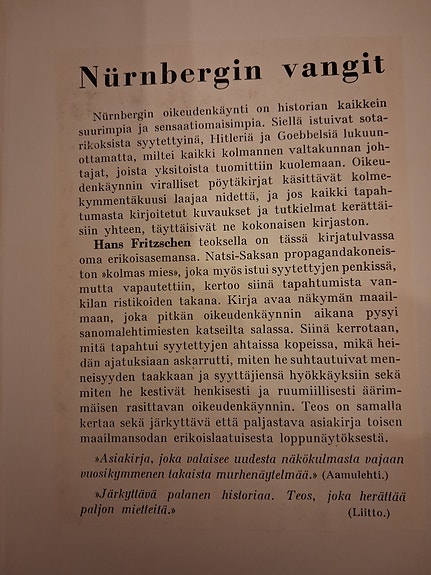 Nürnbergin vangit
Nürnbergin oikeudenkäynti on historian kaikkein
suurimpia ja sensaatiomaisimpia. Siellä istuivat sota-
rikoksista syytettyinä, Hitleriä ja Goebbelsiä lukuun-
ottamatta, miltei kaikki kolmannen valtakunnan joh-
tajat, joista yksitoista tuomittiin kuolemaan. Oikeu-
denkäynnin viralliset pöytäkirjat käsittävät kolme-
kymmentäkuusi laajaa nidettä, ja jos kaikki tapah-
tumasta kirjoitetut kuvaukset ja tutkielmat kerättäi-
siin yhteen, täyttäisivät ne kokonaisen kirjaston.
Hans Fritzschen teoksella on tässä kirjatulvassa
oma erikoisasemansa. Natsi-Saksan propagandakoneis-
ton »kolmas mies», joka myös istui syytettyjen penkissä,
mutta vapautettiin, kertoo siinä tapahtumista van-
kilan ristikoiden takana. Kirja avaa näkymän maail-
maan, joka pitkän oikeudenkäynnin aikana pysyi
sanomalehtimiesten katseilta salassa. Siinä kerrotaan,
mitä tapahtui syytettyjen ahtaissa kopeissa, mikä hei-
dän ajatuksiaan askarrutti, miten he suhtautuivat men-
neisyyden taakkaan ja syyttäjiensä hyökkäyksiin sekä
miten he kestivät henkisesti ja ruumiillisesti äärim-
mäisen rasittavan oikeudenkäynnin. Teos on samalla
kertaa sekä järkyttävä että paljastava asiakirja toisen
maailmansodan erikoislaatuisesta loppunäytöksestä.
»Asiakirja, joka valaisee uudesta näkökulmasta vajaan
vuosikymmenen takaista murhenäytelmää.» (Aamulehti.)
»Järkyttävä palanen historiaa. Teos, joka herättää
paljon mietteitä.» (Liitto.)